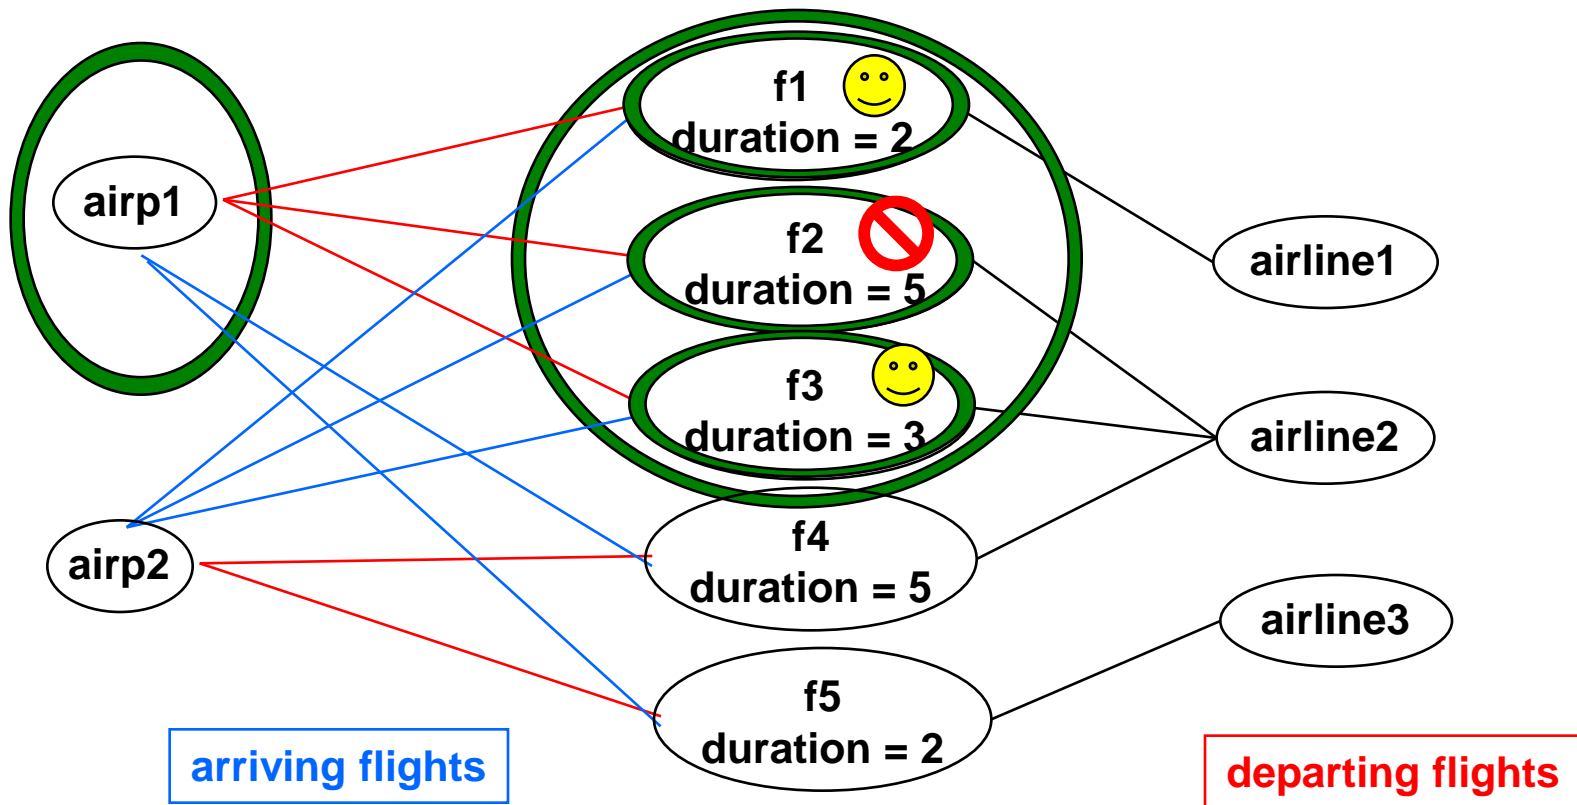 f1
duration = 2
airp1
f2
duration = 5
airline1
f3
duration = 3
airline2
f4
duration = 5
airp2
airline3
f5
duration = 2
arriving flights
departing flights